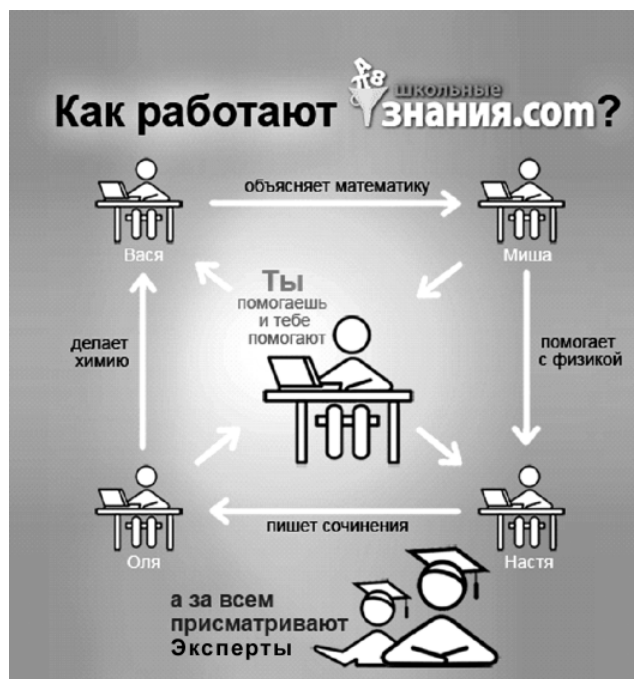 школьные
Как работают знания.com?
объясняет математику
Вася
Миша
Ты
помогаешь
и тебе
помогают
делает
химию
помогает
с физикой
пишет сочинения
Оля
Настя
а за всем
присматривают
Эксперты